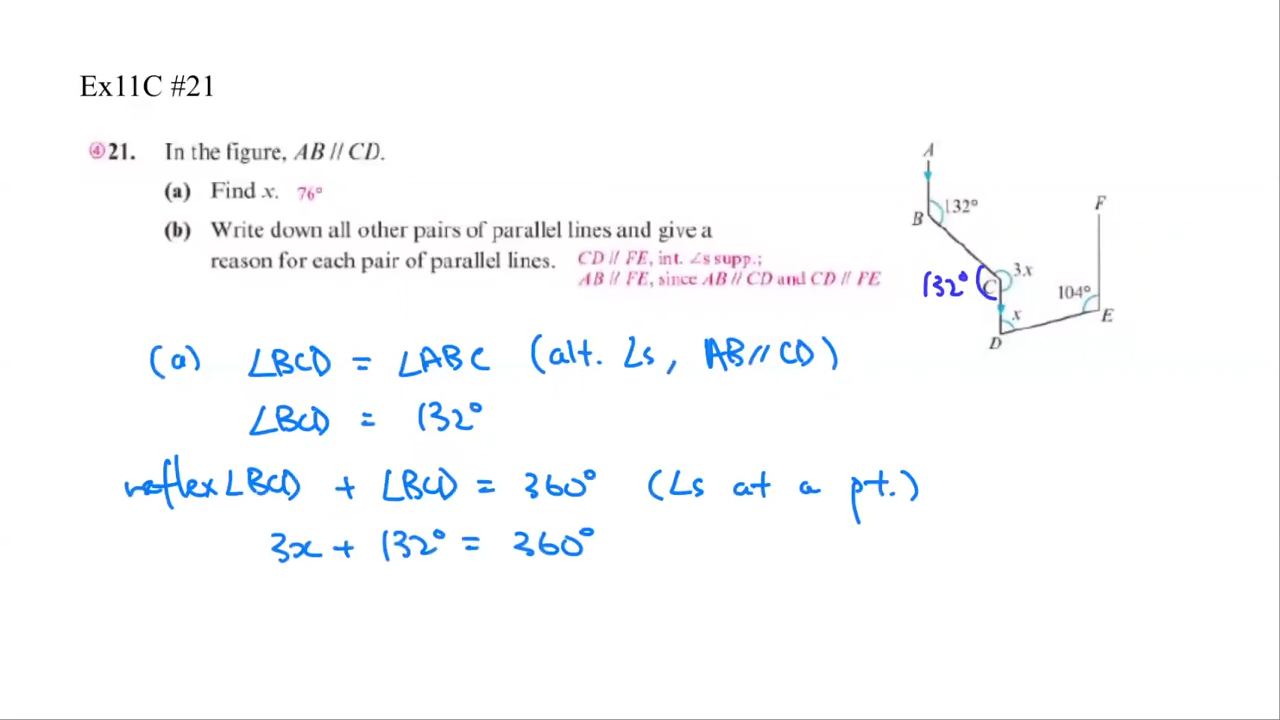 Ex11C #21
④21. In the figure, AB // CD.
(a) Find x. 76°
(b) Write down all other pairs of parallel lines and give a
reason for each pair of parallel lines. CD // FE, int. ∠s supp.;
AB // FE, since AB // CD and CD // FE
A
B
132°
C
3x
132°
F
104°
E
x
D
(a) ∠BCD = ∠ABC (alt. ∠s, AB // CD)
∠BCD = 132°
reflex∠BCD + ∠BCD = 360° (∠s at a pt.)
3x + 132° = 360°